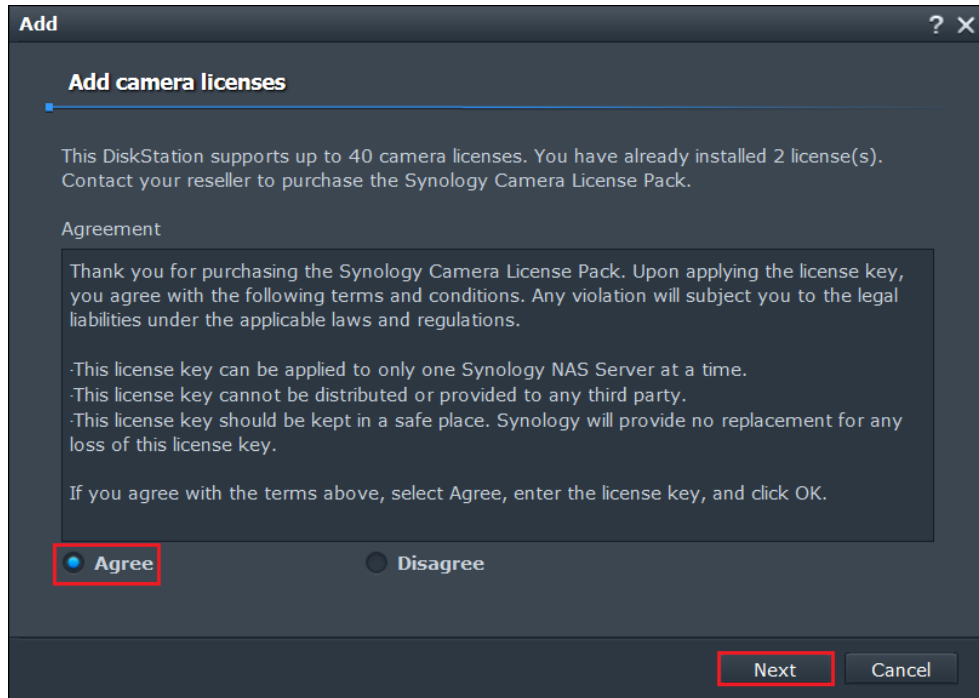 Add
? X
Add camera licenses
This DiskStation supports up to 40 camera licenses. You have already installed 2 license(s).
Contact your reseller to purchase the Synology Camera License Pack.
Agreement
Thank you for purchasing the Synology Camera License Pack. Upon applying the license key,
you agree with the following terms and conditions. Any violation will subject you to the legal
liabilities under the applicable laws and regulations.
·This license key can be applied to only one Synology NAS Server at a time.
·This license key cannot be distributed or provided to any third party.
·This license key should be kept in a safe place. Synology will provide no replacement for any
loss of this license key.
If you agree with the terms above, select Agree, enter the license key, and click OK.
Agree
Disagree
Next
Cancel